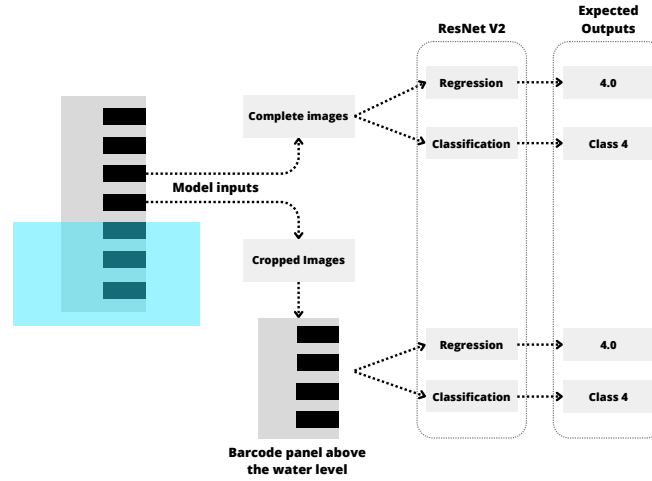 Expected
Outputs
ResNet V2
Regression
4.0
Complete images
Classification
Class 4
Model inputs
Cropped Images
Regression
4.0
Classification
Class 4
Barcode panel above
the water level